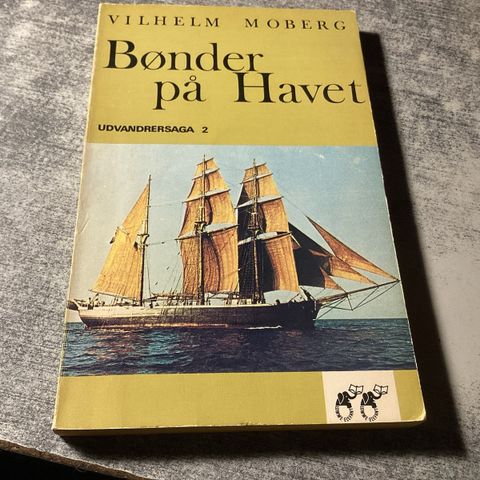 VILHELM MOBERG
Bønder
på Havet
UDVANDRERSAGA 2